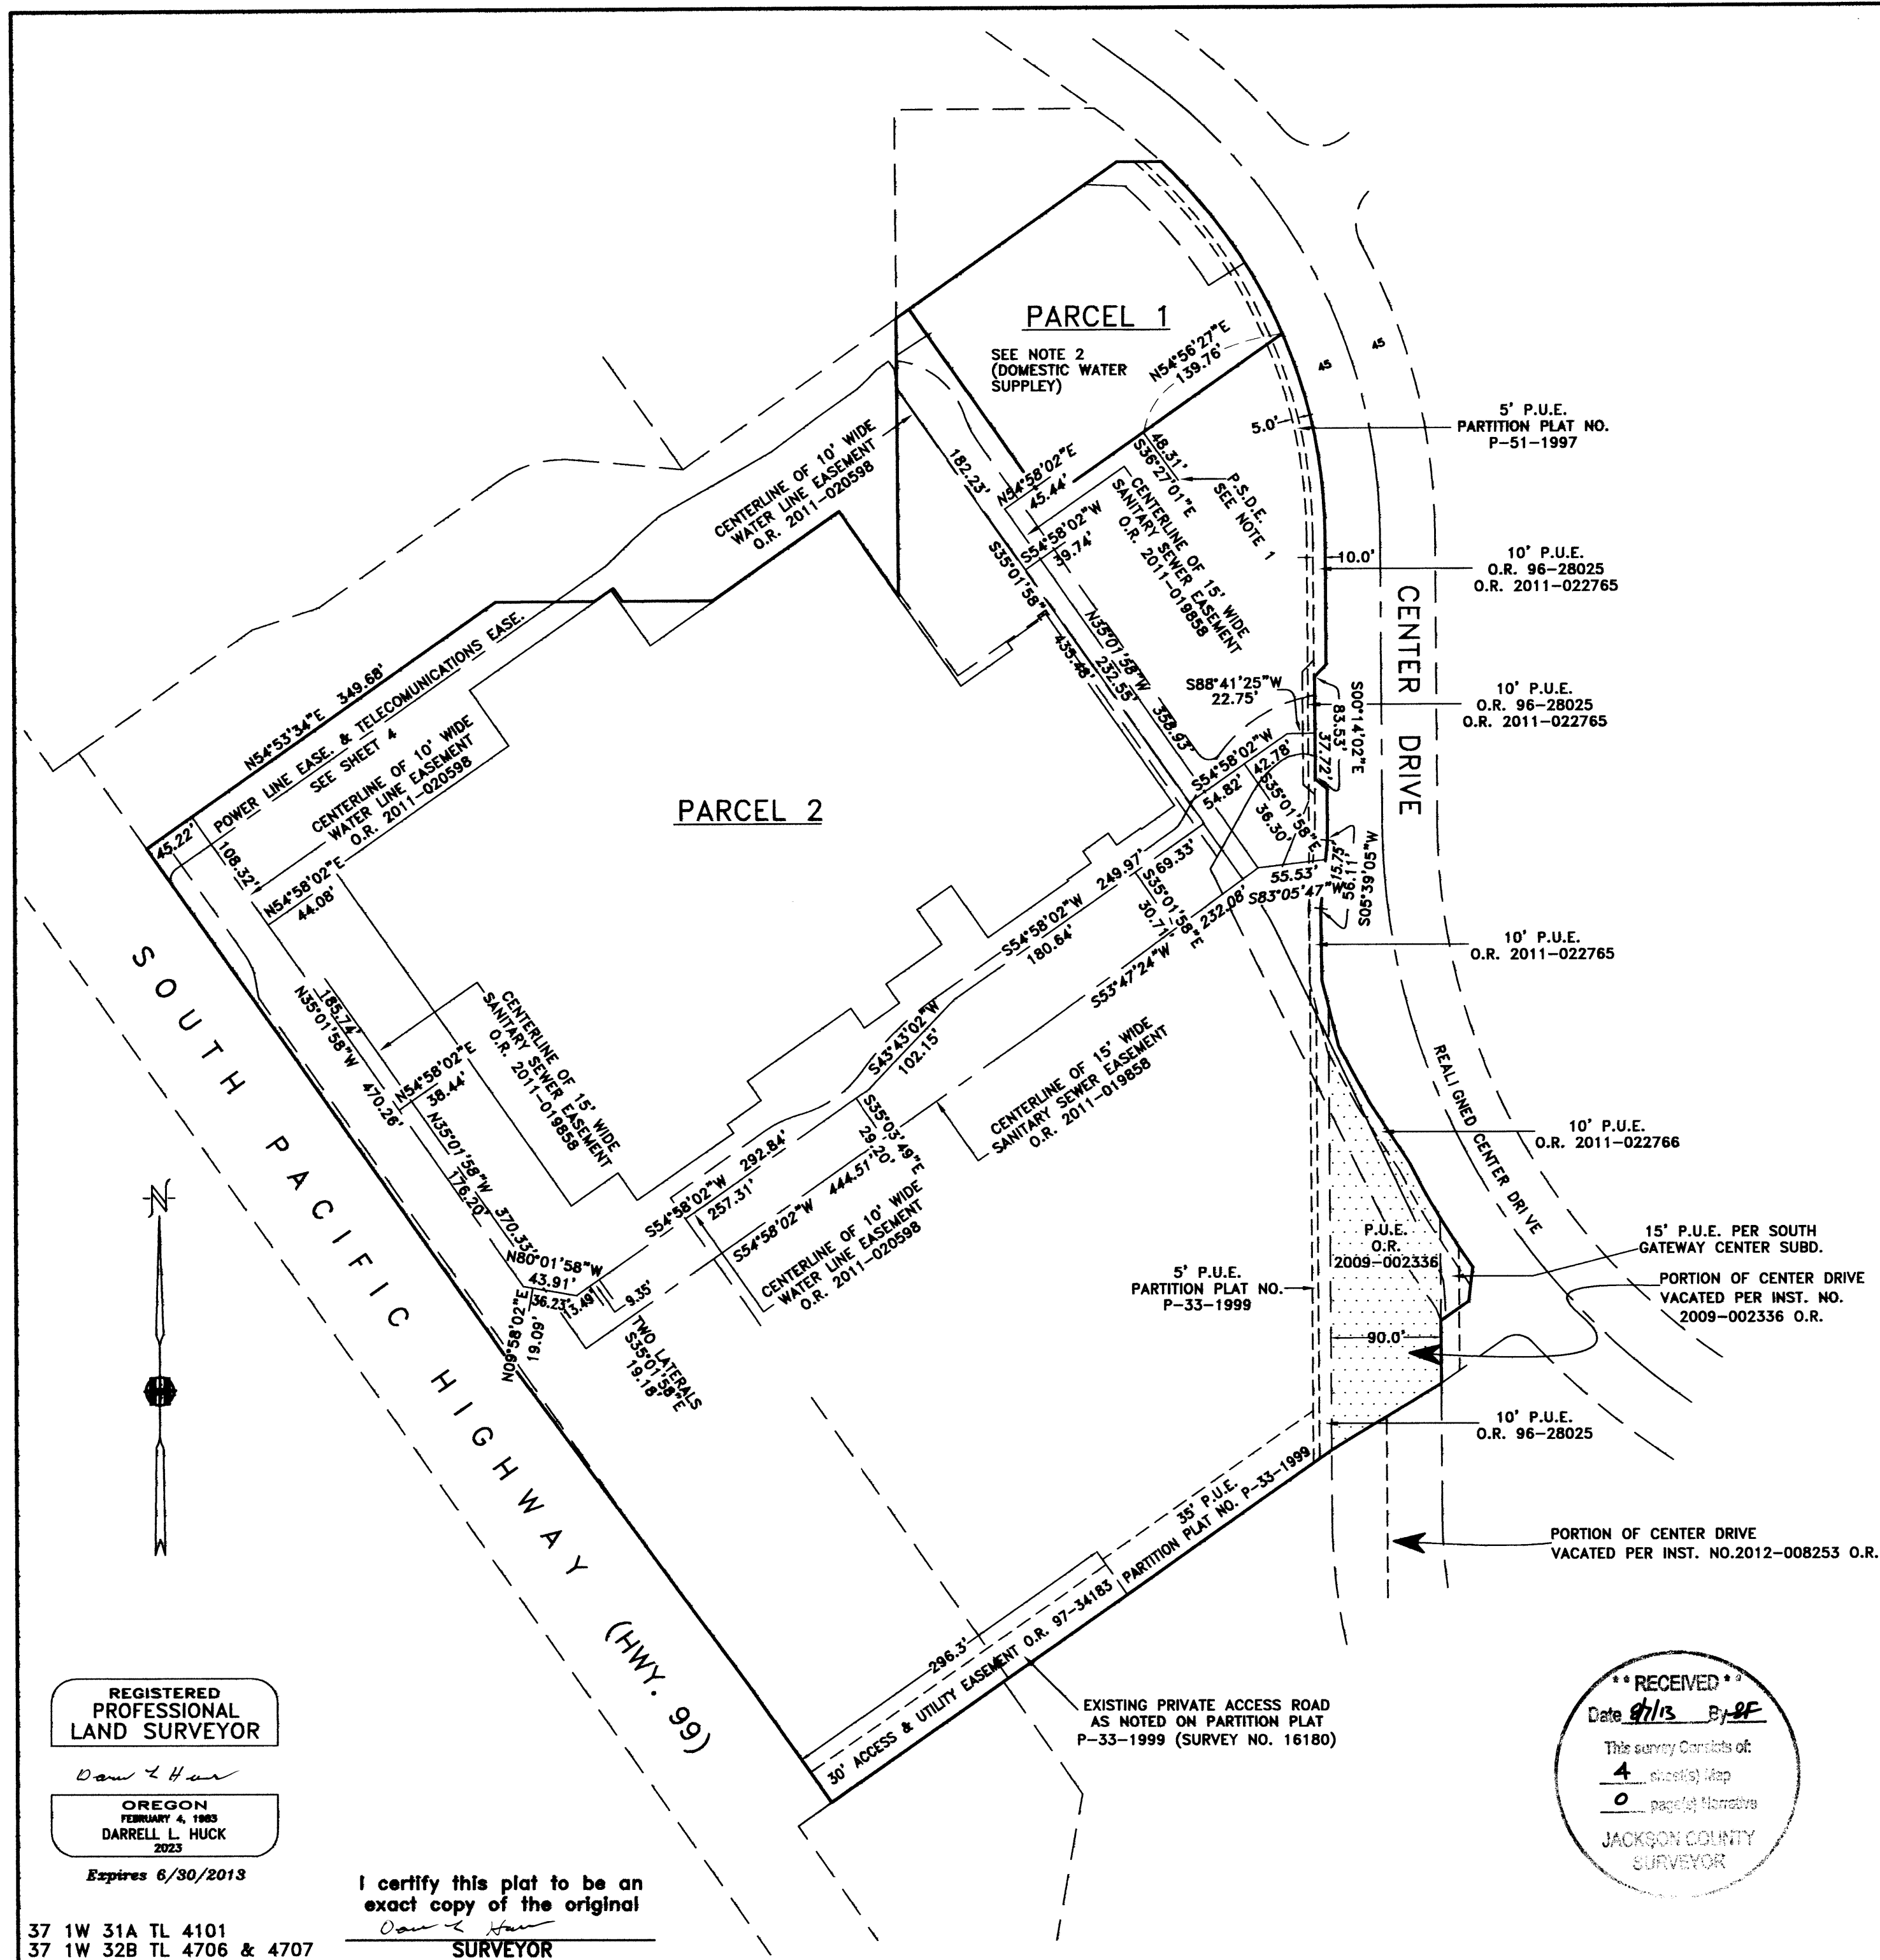 PARCEL 1
SEE NOTE 2
(DOMESTIC WATER
SUPPLEY)
N54°56'27"E
139.76'
45
45
5.0'
5' P.U.E.
PARTITION PLAT NO.
P-51-1997
48.31'
S36°27'01"E
P.S.D.E.
SEE NOTE 1
CENTERLINE OF 10' WIDE
WATER LINE EASEMENT
O.R. 2011-020598
182.23'
N54°58'02"E
45.44'
S54°58'02"W
39.74'
CENTERLINE OF 15' WIDE
SANITARY SEWER EASEMENT
O.R. 2011-019858
10.0'
10' P.U.E.
O.R. 96-28025
O.R. 2011-022765
CENTER DRIVE
S35°01'58"E
435.48'
N35°01'58"W
232.55'
358.93'
S88°41'25"W
22.75'
S00°14'02"E
83.53'
37.72'
10' P.U.E.
O.R. 96-28025
O.R. 2011-022765
N54°53'34"E 349.68'
POWER LINE EASE. & TELECOMUNICATIONS EASE.
SEE SHEET 4
CENTERLINE OF 10' WIDE
WATER LINE EASEMENT
O.R. 2011-020598
45.22'
108.32'
N54°58'02"E
44.08'
PARCEL 2
S54°58'02"W
42.78'
54.82'
S35°01'58"E
36.30'
55.53'
S83°05'47"W
15.75'
56.11'
S05°39'05"W
249.97'
69.33'
S35°01'58"E
30.71'
232.08'
S54°58'02"W
180.64'
S53°47'24"W
10' P.U.E.
O.R. 2011-022765
SOUTH PACIFIC HIGHWAY (HWY. 99)
185.74'
N35°01'58"W 470.26'
CENTERLINE OF 15' WIDE
SANITARY SEWER EASEMENT
O.R. 2011-019858
N54°58'02"E
38.44'
N35°01'58"W 370.33'
176.20'
S43°43'02"W
102.15'
CENTERLINE OF 15' WIDE
SANITARY SEWER EASEMENT
O.R. 2011-019858
REALIGNED CENTER DRIVE
10' P.U.E.
O.R. 2011-022766
S35°03'49"E
29.20'
S54°58'02"W 292.84'
257.31'
S54°58'02"W 444.51'
CENTERLINE OF 10' WIDE
WATER LINE EASEMENT
O.R. 2011-020598
N80°01'58"W
43.91'
36.23'
3.49'
9.35'
N09°58'02"E
19.09'
TWO LATERALS
S35°01'58"E
19.18'
P.U.E.
O.R.
2009-002336
15' P.U.E. PER SOUTH
GATEWAY CENTER SUBD.
5' P.U.E.
PARTITION PLAT NO.
P-33-1999
PORTION OF CENTER DRIVE
VACATED PER INST. NO.
2009-002336 O.R.
90.0'
10' P.U.E.
O.R. 96-28025
35' P.U.E.
PARTITION PLAT NO. P-33-1999
PORTION OF CENTER DRIVE
VACATED PER INST. NO.2012-008253 O.R.
296.3'
30' ACCESS & UTILITY EASEMENT O.R. 97-34183
EXISTING PRIVATE ACCESS ROAD
AS NOTED ON PARTITION PLAT
P-33-1999 (SURVEY NO. 16180)
N
H
REGISTERED
PROFESSIONAL
LAND SURVEYOR
OREGON
FEBRUARY 4, 1983
DARRELL L. HUCK
2023
Expires 6/30/2013
I certify this plat to be an
exact copy of the original
SURVEYOR
37 1W 31A TL 4101
37 1W 32B TL 4706 & 4707
**RECEIVED**
Date 8/7/13 By SF
This survey Consists of:
4 sheet(s) Map
0 page(s) Narrative
JACKSON COUNTY
SURVEYOR